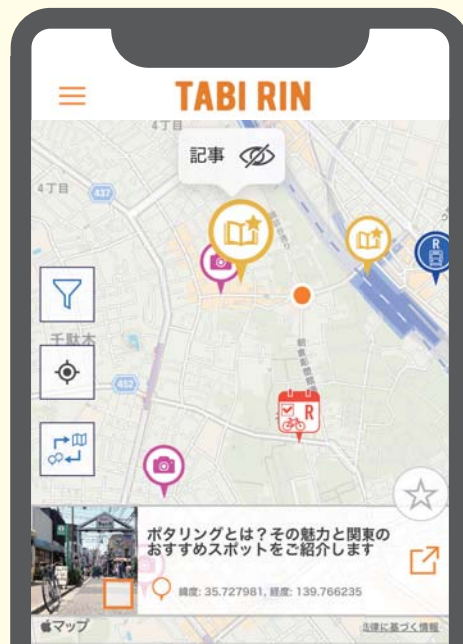 TABI RIN
4丁目
記事
4丁目
437
R
千駄木
452
R
ポタリングとは？その魅力と関東の
おすすめスポットをご紹介します
緯度: 35.727981, 経度: 139.766235
マップ
法律に基づく情報